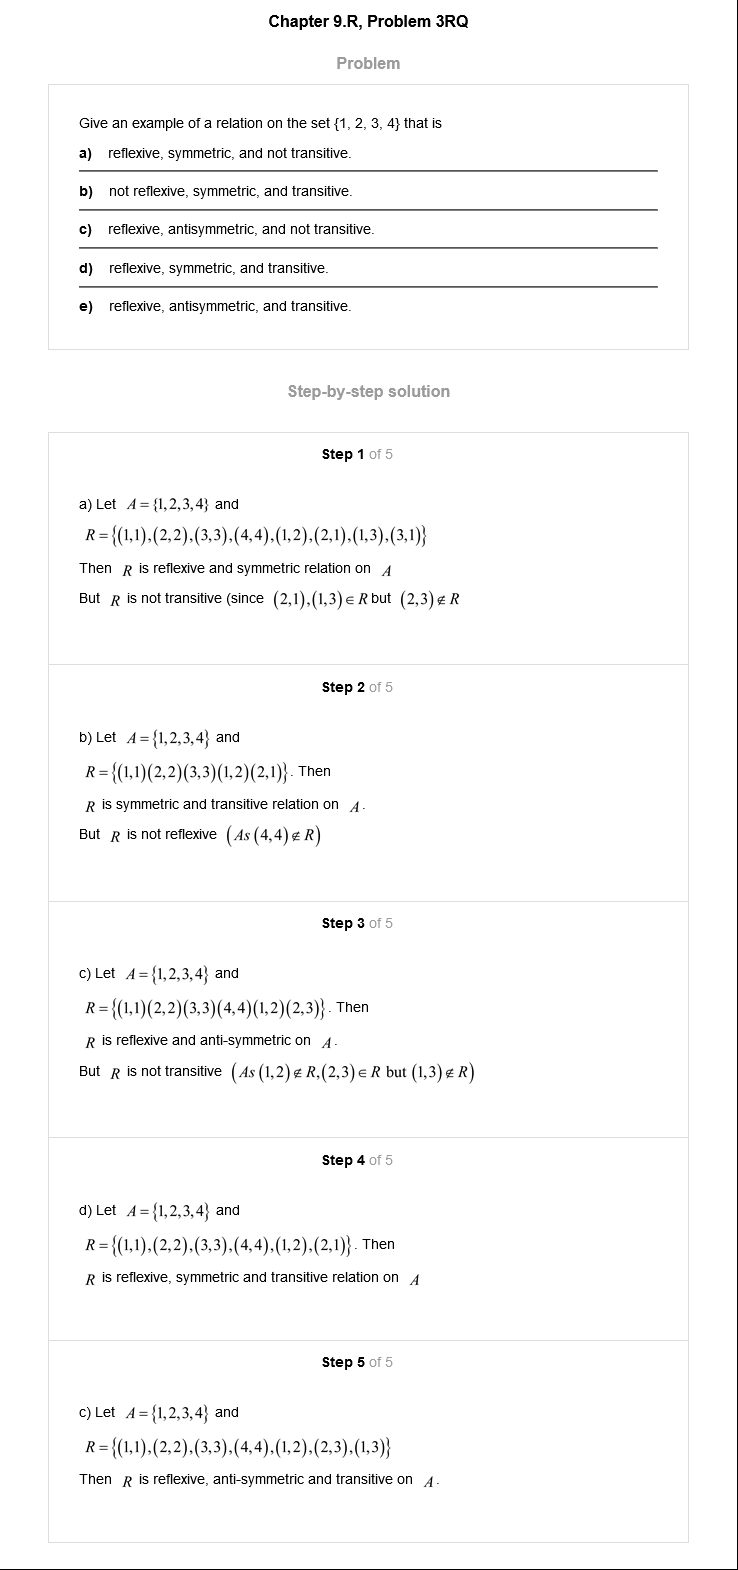 Chapter 9.R, Problem 3RQ
Problem
Give an example of a relation on the set {1, 2, 3, 4} that is
a) reflexive, symmetric, and not transitive.
b) not reflexive, symmetric, and transitive.
c) reflexive, antisymmetric, and not transitive.
d) reflexive, symmetric, and transitive.
e) reflexive, antisymmetric, and transitive.
Step-by-step solution
Step 1 of 5
a) Let A = {1,2,3,4} and
R = {(1,1),(2,2),(3,3),(4,4),(1,2),(2,1),(1,3),(3,1)}
Then R is reflexive and symmetric relation on A
But R is not transitive (since (2,1),(1,3) ∈ R but (2,3) ∉ R
Step 2 of 5
b) Let A = {1,2,3,4} and
R = {(1,1)(2,2)(3,3)(1,2)(2,1)}. Then
R is symmetric and transitive relation on A.
But R is not reflexive (As (4,4) ∉ R)
Step 3 of 5
c) Let A = {1,2,3,4} and
R = {(1,1)(2,2)(3,3)(4,4)(1,2)(2,3)}. Then
R is reflexive and anti-symmetric on A.
But R is not transitive (As (1,2) ∉ R,(2,3) ∈ R but (1,3) ∉ R)
Step 4 of 5
d) Let A = {1,2,3,4} and
R = {(1,1),(2,2),(3,3),(4,4),(1,2),(2,1)}. Then
R is reflexive, symmetric and transitive relation on A
Step 5 of 5
c) Let A = {1,2,3,4} and
R = {(1,1),(2,2),(3,3),(4,4),(1,2),(2,3),(1,3)}
Then R is reflexive, anti-symmetric and transitive on A.